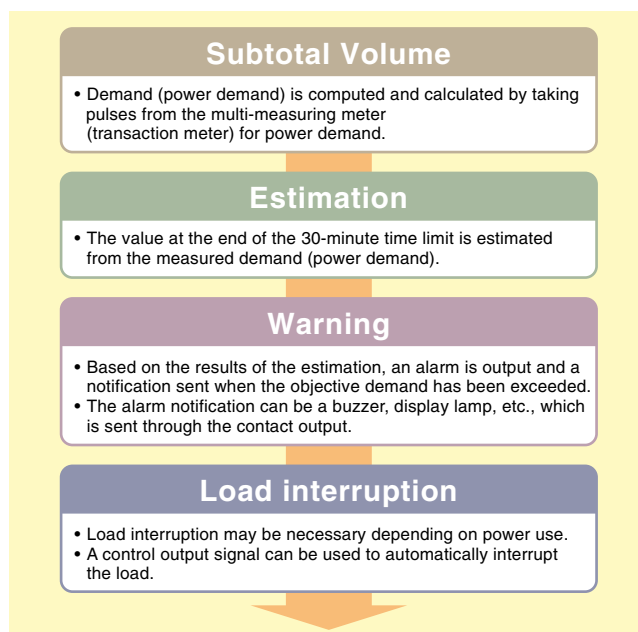 Subtotal Volume
• Demand (power demand) is computed and calculated by taking
pulses from the multi-measuring meter
(transaction meter) for power demand.
Estimation
• The value at the end of the 30-minute time limit is estimated
from the measured demand (power demand).
Warning
• Based on the results of the estimation, an alarm is output and a
notification sent when the objective demand has been exceeded.
• The alarm notification can be a buzzer, display lamp, etc., which
is sent through the contact output.
Load interruption
• Load interruption may be necessary depending on power use.
• A control output signal can be used to automatically interrupt
the load.